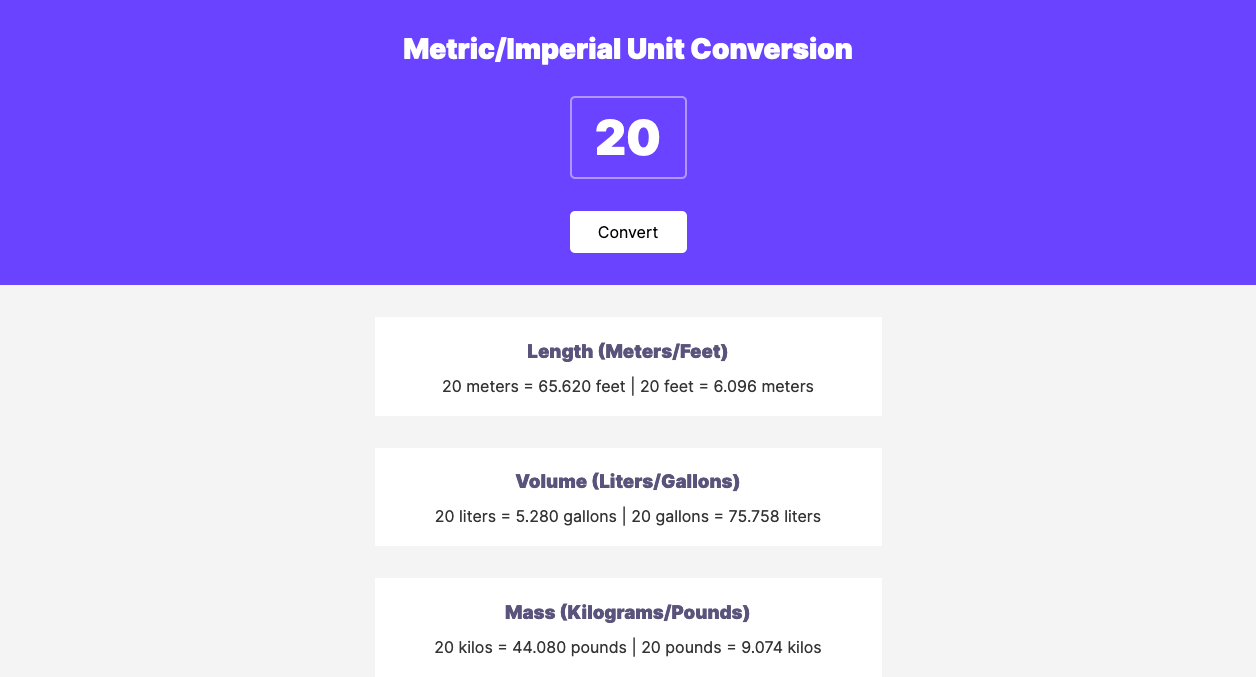 Metric/Imperial Unit Conversion
20
Convert
Length (Meters/Feet)
20 meters = 65.620 feet | 20 feet = 6.096 meters
Volume (Liters/Gallons)
20 liters = 5.280 gallons | 20 gallons = 75.758 liters
Mass (Kilograms/Pounds)
20 kilos = 44.080 pounds | 20 pounds = 9.074 kilos